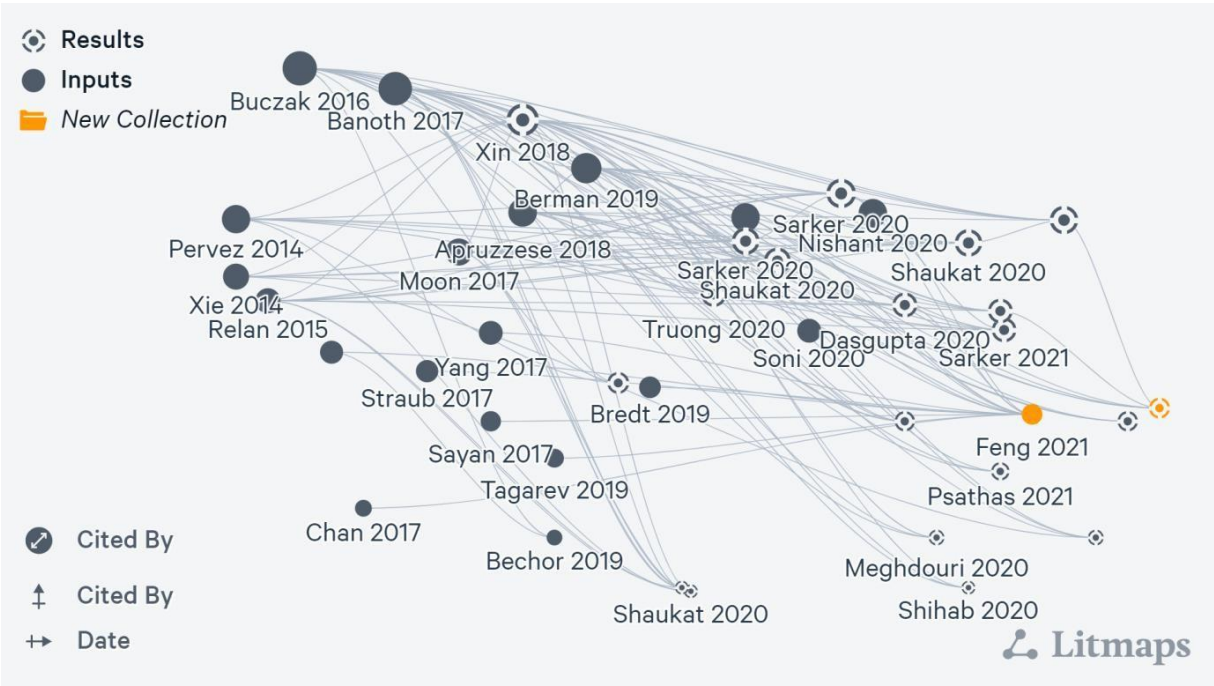 Results
Inputs
New Collection
Buczak 2016
Banoth 2017
Xin 2018
Berman 2019
Pervez 2014
Apruzzese 2018
Moon 2017
Sarker 2020
Nishant 2020
Sarker 2020
Shaukat 2020
Shaukat 2020
Xie 2014
Relan 2015
Truong 2020
Dasgupta 2020
Soni 2020
Sarker 2021
Yang 2017
Straub 2017
Bredt 2019
Sayan 2017
Feng 2021
Tagarev 2019
Psathas 2021
Chan 2017
Bechor 2019
Meghdouri 2020
Shaukat 2020
Shihab 2020
Cited By
Cited By
Date
Litmaps